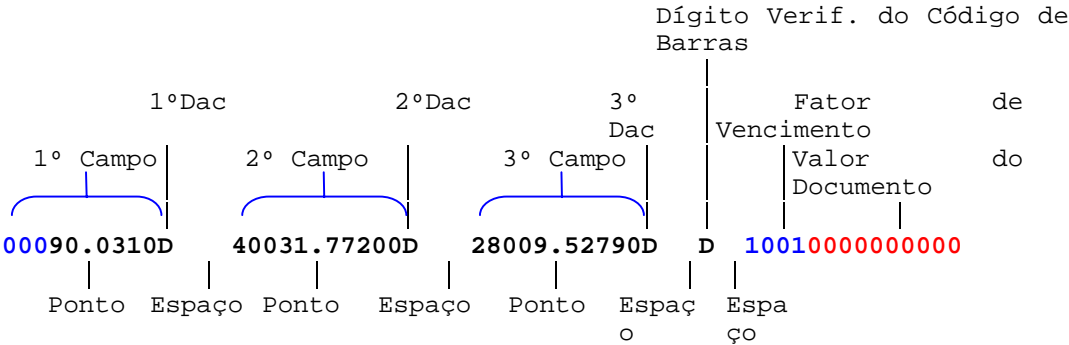 Dígito Verif. do Código de
Barras
1ºDac 2ºDac 3º Fator de
Dac Vencimento
1º Campo 2º Campo 3º Campo Valor do
Documento
00090.0310D 40031.77200D 28009.52790D D 10010000000000
Ponto Espaço Ponto Espaço Ponto Espaç Espa
o ço